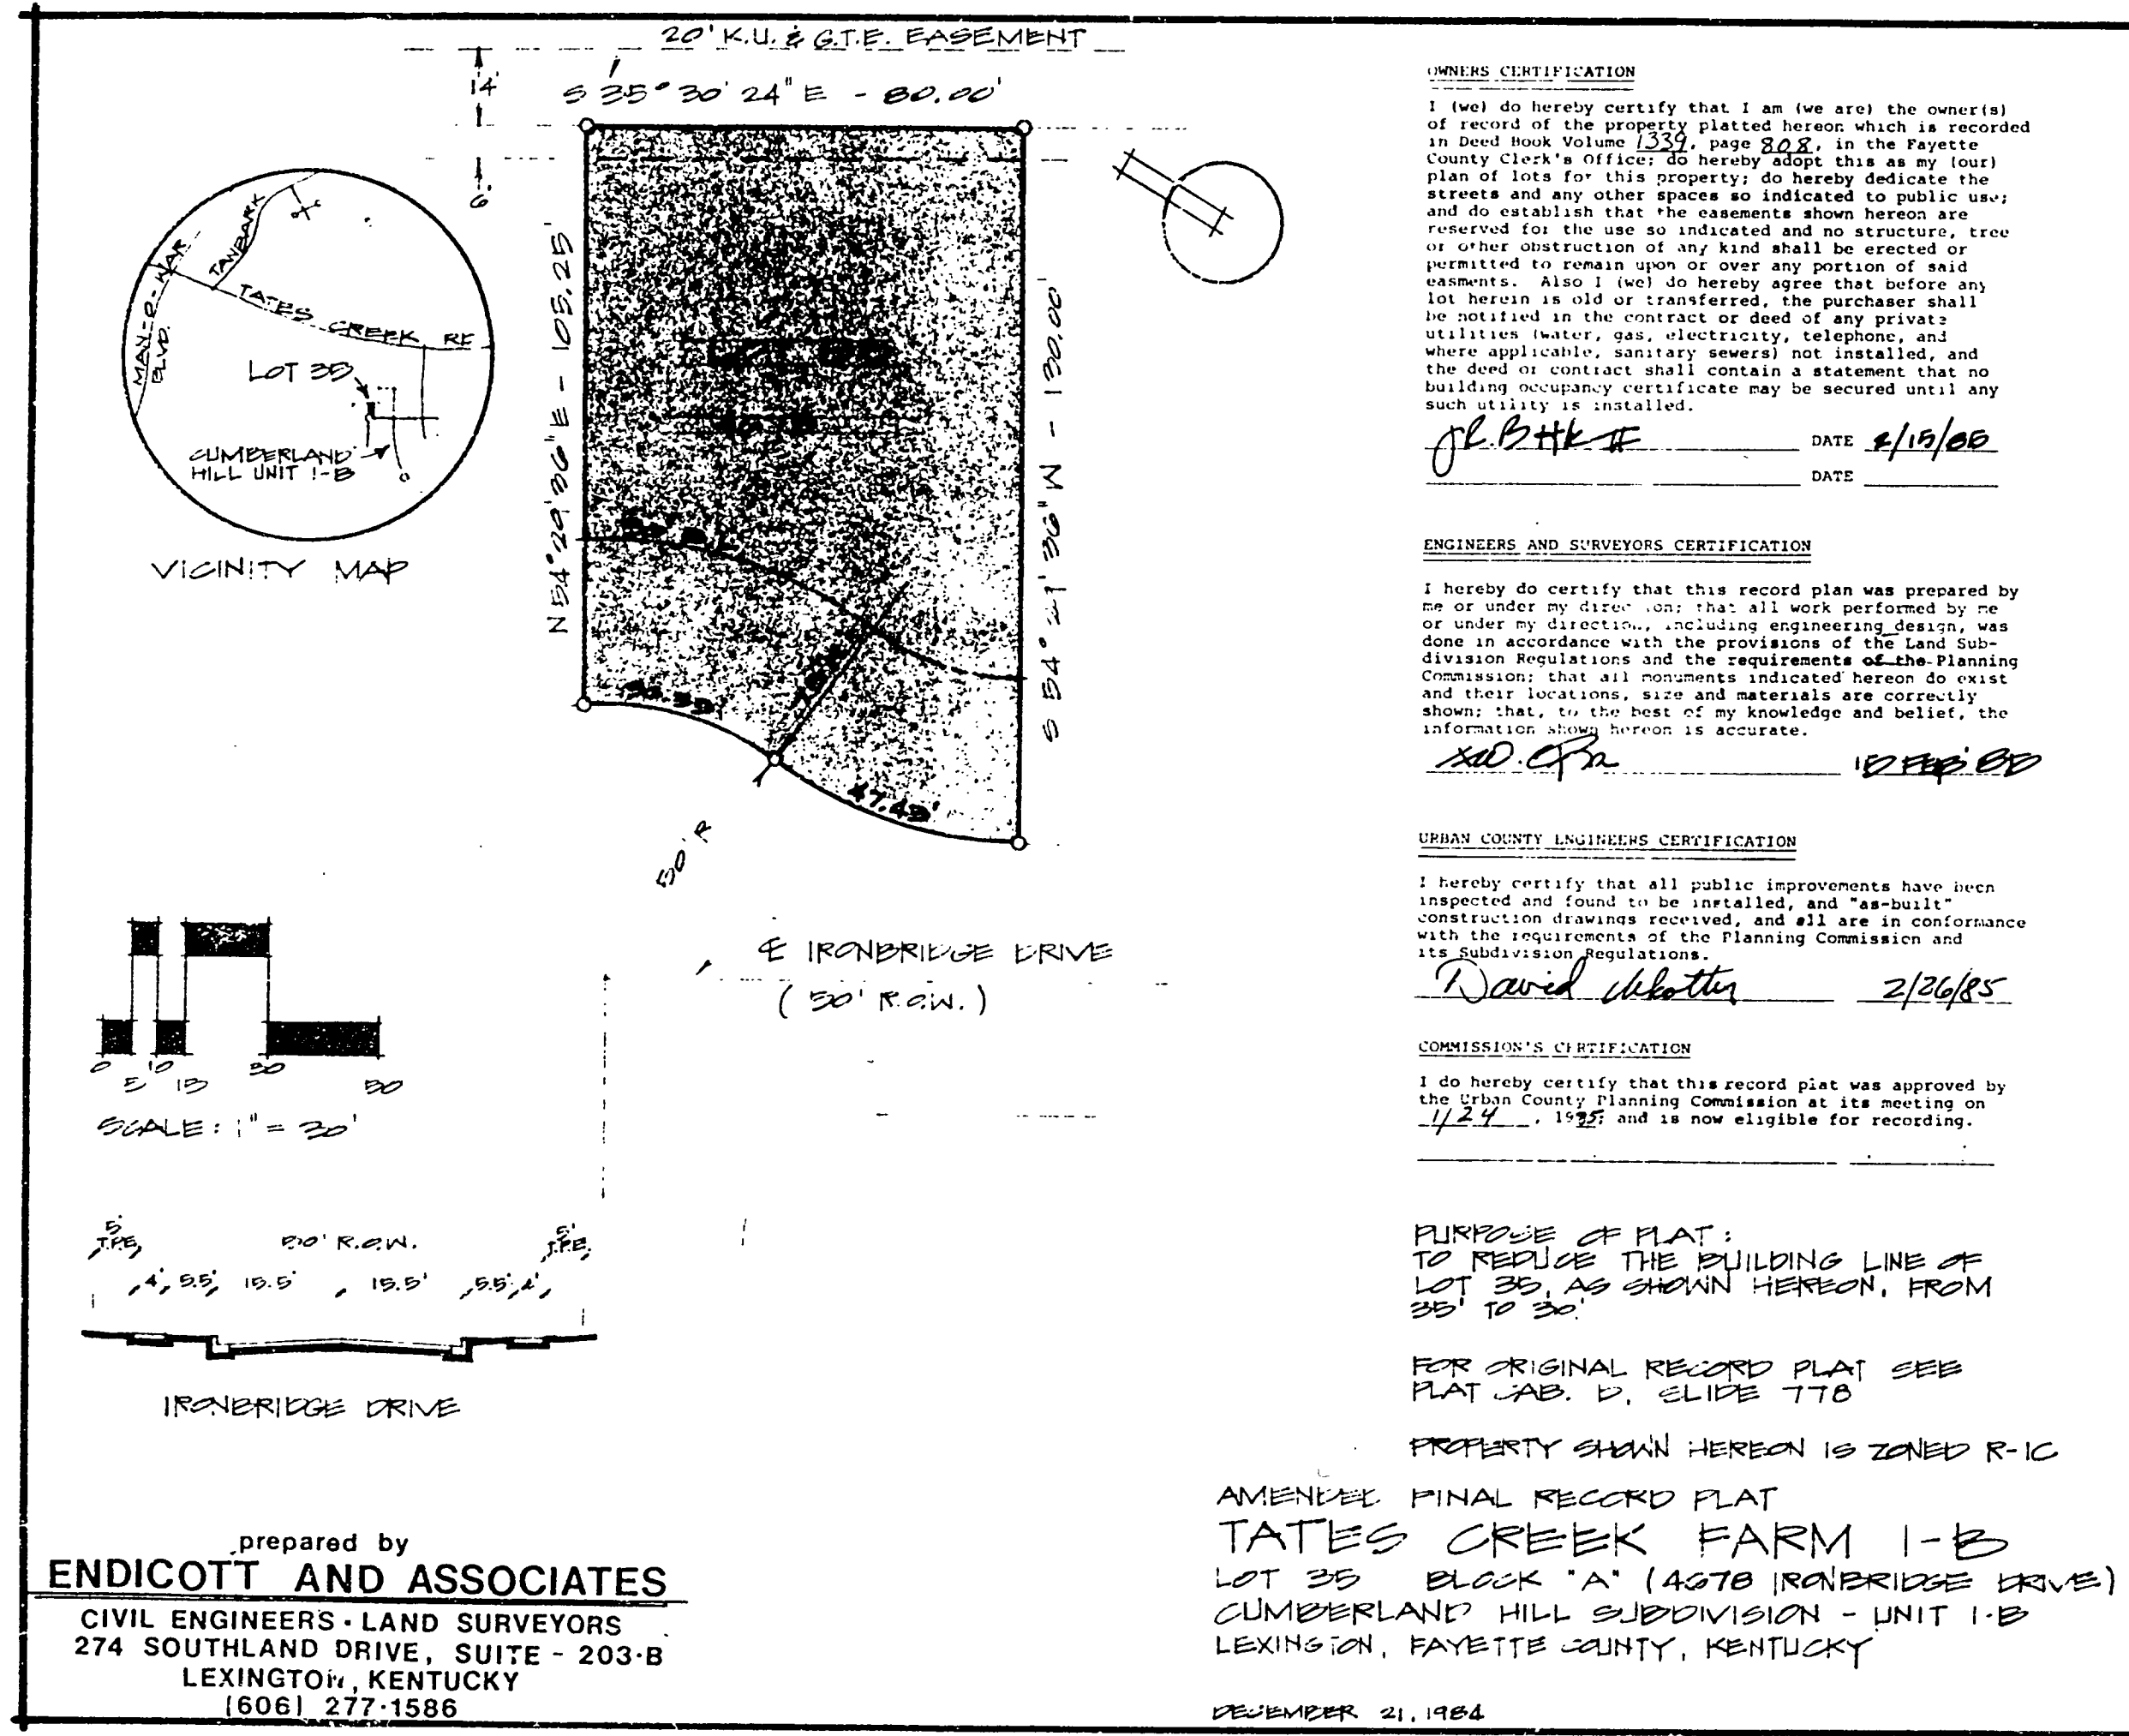 20' K.U. & G.T.E. EASEMENT
14'
S 35° 30' 24" E - 80.00'
6'
N 54° 29' 36" E - 105.25'
S 54° 29' 36" W - 130.00'
LOT 35
4678
47.43'
50' R
℄ IRONBRIDGE DRIVE
( 50' R.O.W. )
MAN-O-WAR
BLVD.
TANBARK
TATES CREEK
LOT 35
CUMBERLAND
HILL UNIT 1-B
VICINITY MAP
0 5 10 15 30 50
SCALE: 1" = 30'
5' T.P.E. 50' R.O.W. 5' T.P.E.
4', 5.5', 15.5' , 15.5' , 5.5', 4',
IRONBRIDGE DRIVE
prepared by
ENDICOTT AND ASSOCIATES
CIVIL ENGINEERS · LAND SURVEYORS
274 SOUTHLAND DRIVE, SUITE - 203·B
LEXINGTON, KENTUCKY
(606) 277·1586
OWNERS CERTIFICATION
I (we) do hereby certify that I am (we are) the owner(s)
of record of the property platted hereon which is recorded
in Deed Book Volume 1339, page 808, in the Fayette
County Clerk's Office; do hereby adopt this as my (our)
plan of lots for this property; do hereby dedicate the
streets and any other spaces so indicated to public use;
and do establish that the easements shown hereon are
reserved for the use so indicated and no structure, tree
or other obstruction of any kind shall be erected or
permitted to remain upon or over any portion of said
easments. Also I (we) do hereby agree that before any
lot herein is old or transferred, the purchaser shall
be notified in the contract or deed of any private
utilities (water, gas, electricity, telephone, and
where applicable, sanitary sewers) not installed, and
the deed or contract shall contain a statement that no
building occupancy certificate may be secured until any
such utility is installed.
DATE 2/15/85
DATE
ENGINEERS AND SURVEYORS CERTIFICATION
I hereby do certify that this record plan was prepared by
me or under my direction; that all work performed by me
or under my direction, including engineering design, was
done in accordance with the provisions of the Land Sub-
division Regulations and the requirements of the Planning
Commission; that all monuments indicated hereon do exist
and their locations, size and materials are correctly
shown; that, to the best of my knowledge and belief, the
information shown hereon is accurate.
15 FEB 85
URBAN COUNTY ENGINEERS CERTIFICATION
I hereby certify that all public improvements have been
inspected and found to be installed, and "as-built"
construction drawings received, and all are in conformance
with the requirements of the Planning Commission and
its Subdivision Regulations.
David 2/26/85
COMMISSION'S CERTIFICATION
I do hereby certify that this record plat was approved by
the Urban County Planning Commission at its meeting on
1/24, 1985; and is now eligible for recording.
PURPOSE OF PLAT:
TO REDUCE THE BUILDING LINE OF
LOT 35, AS SHOWN HEREON, FROM
35' TO 30'.
FOR ORIGINAL RECORD PLAT SEE
PLAT CAB. D, SLIDE 778
PROPERTY SHOWN HEREON IS ZONED R-1C
AMENDED FINAL RECORD PLAT
TATES CREEK FARM 1-B
LOT 35 BLOCK "A" (4678 IRONBRIDGE DRIVE)
CUMBERLAND HILL SUBDIVISION - UNIT 1-B
LEXINGTON, FAYETTE COUNTY, KENTUCKY
DECEMBER 21, 1984